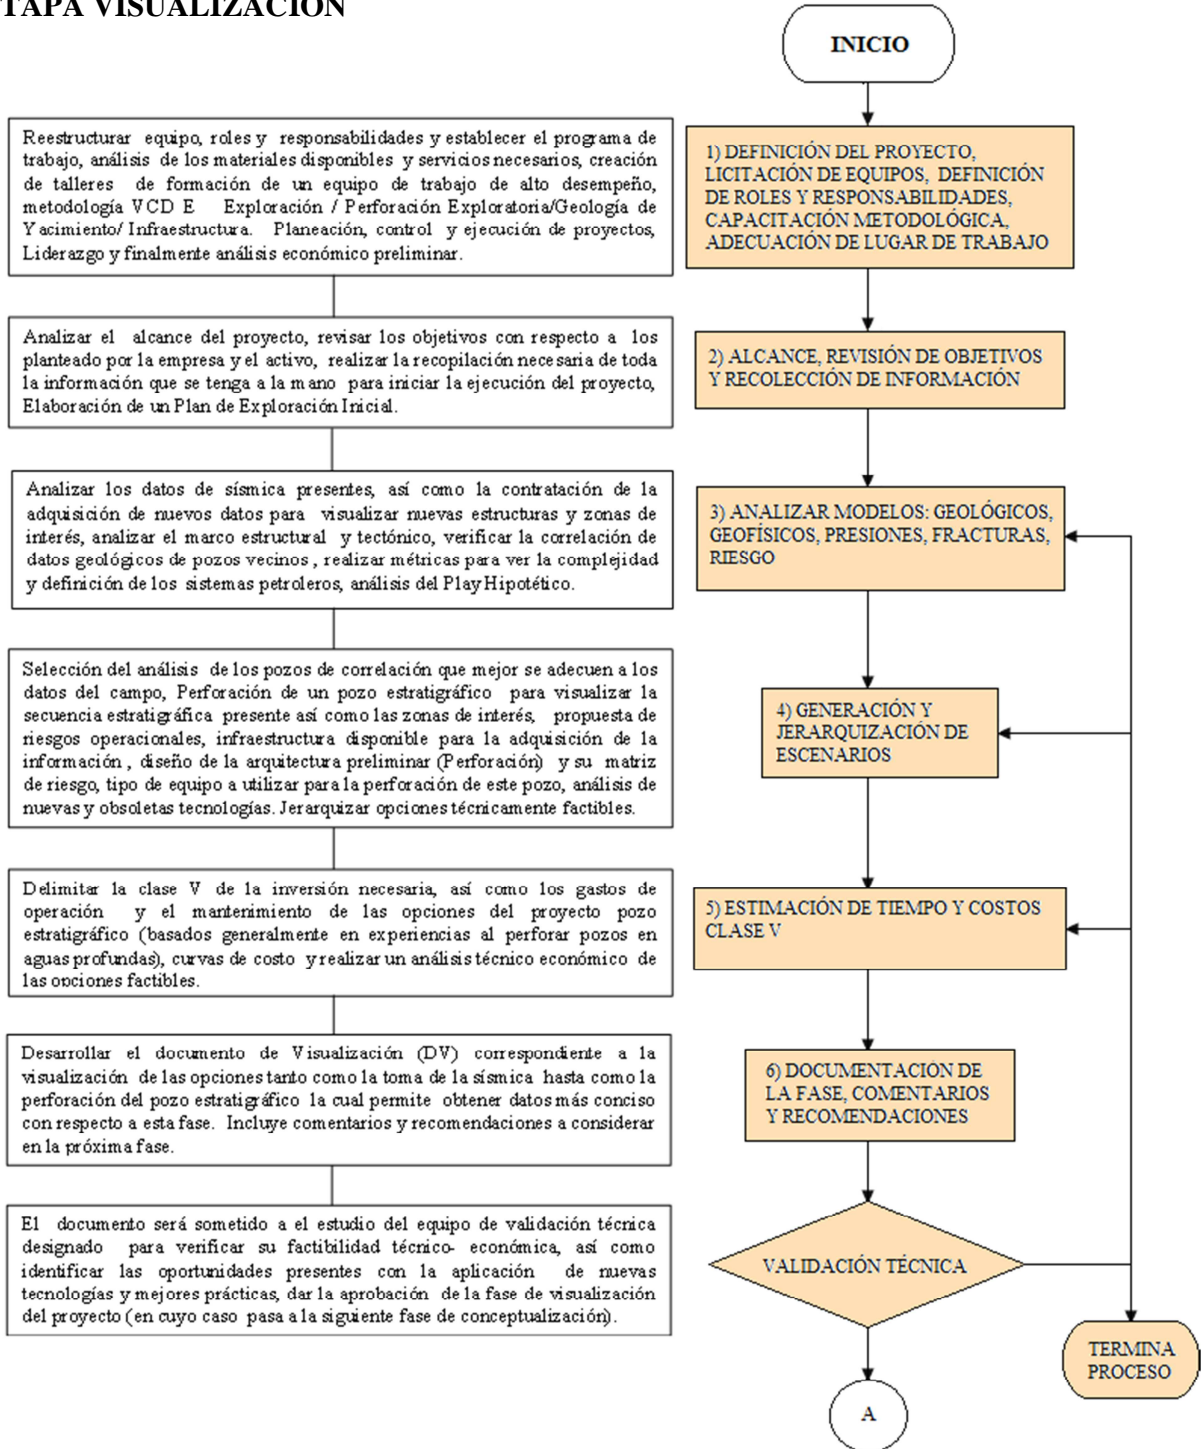 TAPA VISUALIZACIÓN
INICIO
Reestructurar equipo, roles y responsabilidades y establecer el programa de
trabajo, análisis de los materiales disponibles y servicios necesarios, creación
de talleres de formación de un equipo de trabajo de alto desempeño,
metodología VCD E Exploración / Perforación Exploratoria/Geología de
Yacimiento/ Infraestructura. Planeación, control y ejecución de proyectos,
Liderazgo y finalmente análisis económico preliminar.
1) DEFINICIÓN DEL PROYECTO,
LICITACIÓN DE EQUIPOS, DEFINICIÓN
DE ROLES Y RESPONSABILIDADES,
CAPACITACIÓN METODOLÓGICA,
ADECUACIÓN DE LUGAR DE TRABAJO
Analizar el alcance del proyecto, revisar los objetivos con respecto a los
planteado por la empresa y el activo, realizar la recopilación necesaria de toda
la información que se tenga a la mano para iniciar la ejecución del proyecto,
Elaboración de un Plan de Exploración Inicial.
2) ALCANCE, REVISIÓN DE OBJETIVOS
Y RECOLECCIÓN DE INFORMACIÓN
Analizar los datos de sísmica presentes, así como la contratación de la
adquisición de nuevos datos para visualizar nuevas estructuras y zonas de
interés, analizar el marco estructural y tectónico, verificar la correlación de
datos geológicos de pozos vecinos , realizar métricas para ver la complejidad
y definición de los sistemas petroleros, análisis del Play Hipotético.
3) ANALIZAR MODELOS: GEOLÓGICOS,
GEOFÍSICOS, PRESIONES, FRACTURAS,
RIESGO
Selección del análisis de los pozos de correlación que mejor se adecuen a los
datos del campo, Perforación de un pozo estratigráfico para visualizar la
secuencia estratigráfica presente así como las zonas de interés, propuesta de
riesgos operacionales, infraestructura disponible para la adquisición de la
información , diseño de la arquitectura preliminar (Perforación) y su matriz
de riesgo, tipo de equipo a utilizar para la perforación de este pozo, análisis de
nuevas y obsoletas tecnologías. Jerarquizar opciones técnicamente factibles.
4) GENERACIÓN Y
JERARQUIZACIÓN DE
ESCENARIOS
Delimitar la clase V de la inversión necesaria, así como los gastos de
operación y el mantenimiento de las opciones del proyecto pozo
estratigráfico (basados generalmente en experiencias al perforar pozos en
aguas profundas), curvas de costo y realizar un análisis técnico económico de
las opciones factibles.
5) ESTIMACIÓN DE TIEMPO Y COSTOS
CLASE V
Desarrollar el documento de Visualización (DV) correspondiente a la
visualización de las opciones tanto como la toma de la sísmica hasta como la
perforación del pozo estratigráfico la cual permite obtener datos más conciso
con respecto a esta fase. Incluye comentarios y recomendaciones a considerar
en la próxima fase.
6) DOCUMENTACIÓN DE
LA FASE, COMENTARIOS
Y RECOMENDACIONES
El documento será sometido a el estudio del equipo de validación técnica
designado para verificar su factibilidad técnico- económica, así como
identificar las oportunidades presentes con la aplicación de nuevas
tecnologías y mejores prácticas, dar la aprobación de la fase de visualización
del proyecto (en cuyo caso pasa a la siguiente fase de conceptualización).
VALIDACIÓN TÉCNICA
TERMINA
PROCESO
A